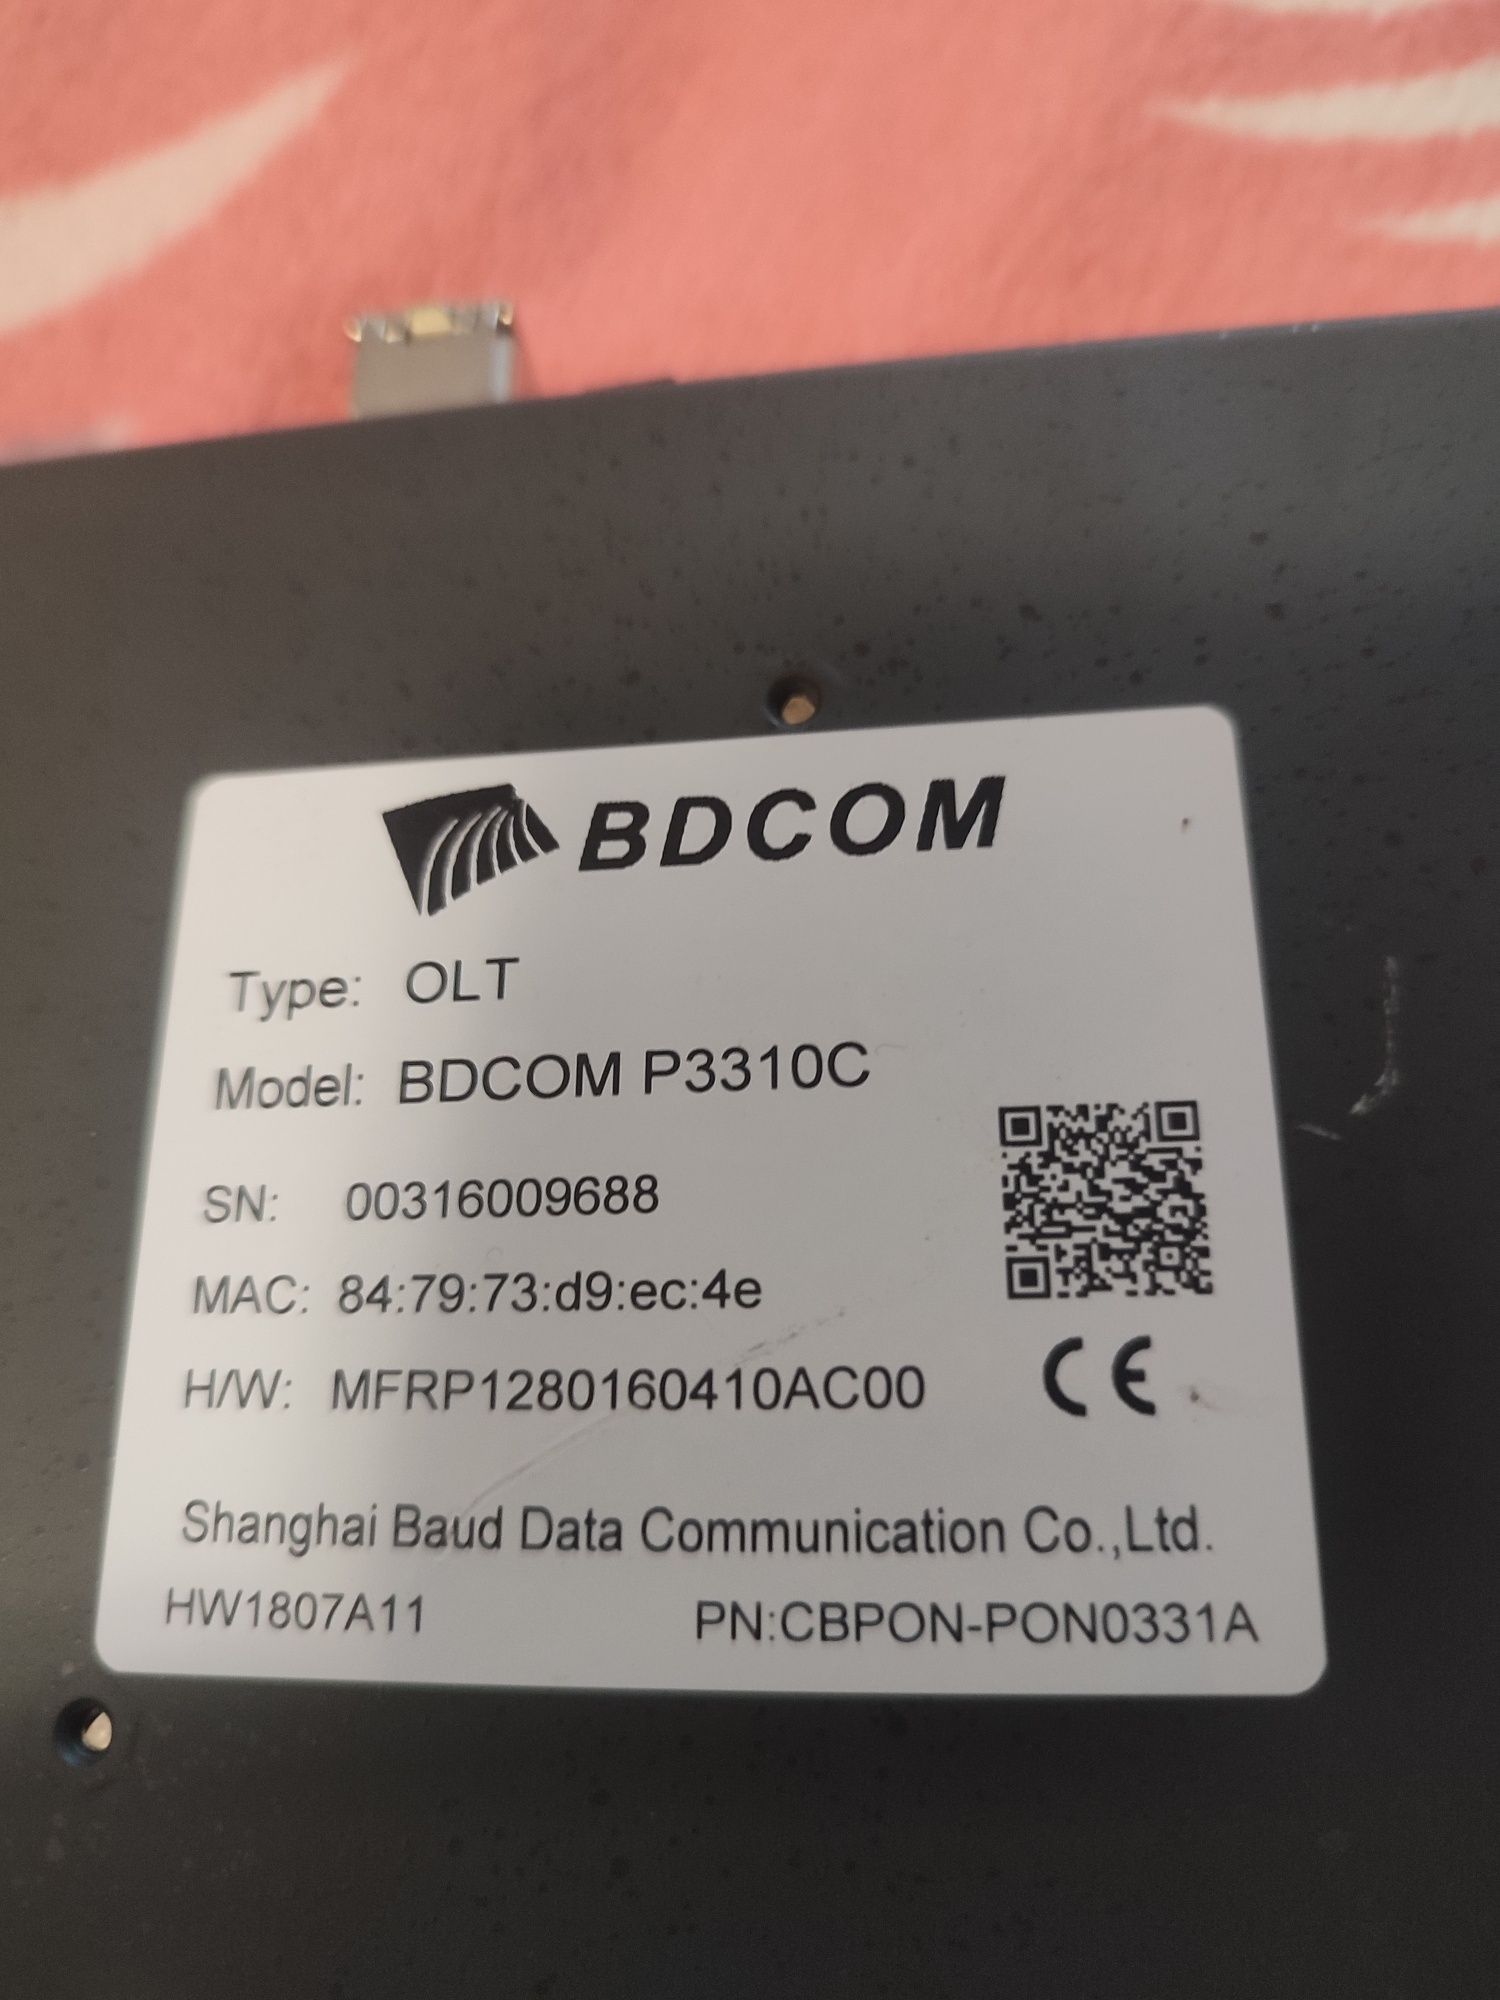 BDCOM
Type: OLT
Model: BDCOM P3310C
SN: 00316009688
MAC: 84:79:73:d9:ec:4e
H/W: MFRP1280160410AC00
CE
Shanghai Baud Data Communication Co.,Ltd.
HW1807A11 PN:CBPON-PON0331A